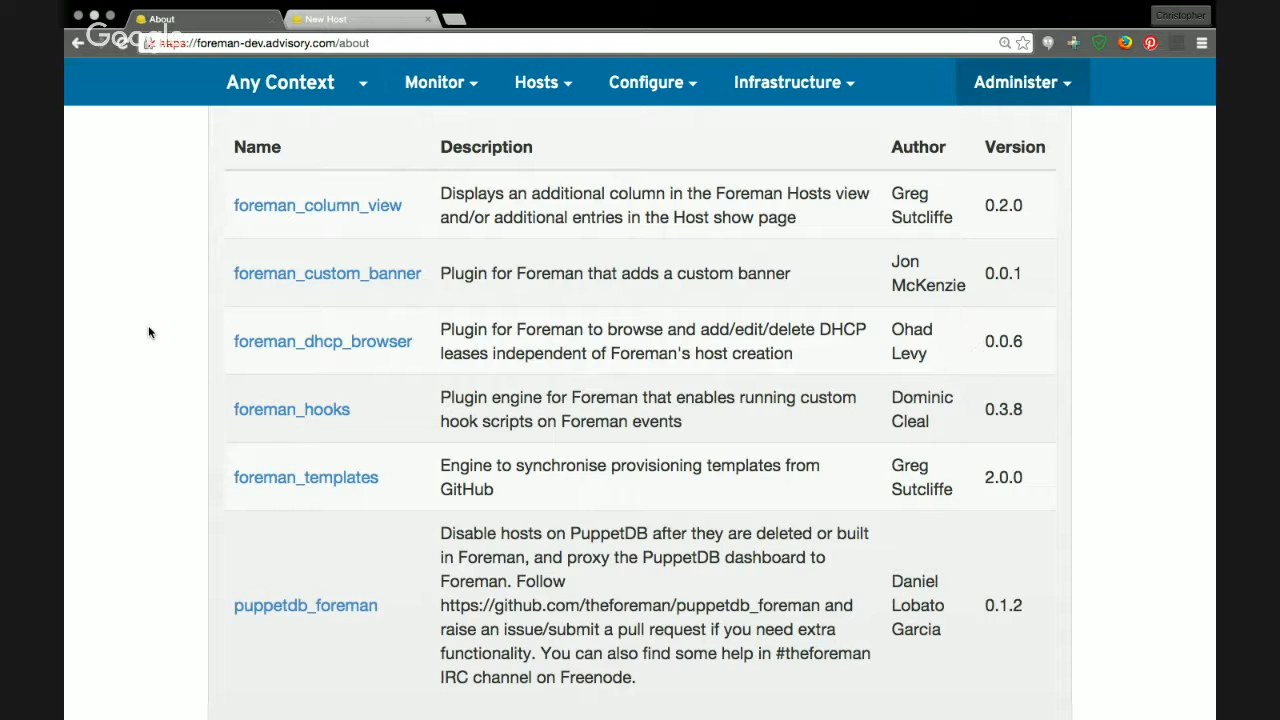 About
New Host
Christopher
Google
https://foreman-dev.advisory.com/about
Any Context
Monitor
Hosts
Configure
Infrastructure
Administer
Name Description Author Version
foreman_column_view
Displays an additional column in the Foreman Hosts view
and/or additional entries in the Host show page
Greg
Sutcliffe
0.2.0
foreman_custom_banner
Plugin for Foreman that adds a custom banner
Jon
McKenzie
0.0.1
foreman_dhcp_browser
Plugin for Foreman to browse and add/edit/delete DHCP
leases independent of Foreman's host creation
Ohad
Levy
0.0.6
foreman_hooks
Plugin engine for Foreman that enables running custom
hook scripts on Foreman events
Dominic
Cleal
0.3.8
foreman_templates
Engine to synchronise provisioning templates from
GitHub
Greg
Sutcliffe
2.0.0
puppetdb_foreman
Disable hosts on PuppetDB after they are deleted or built
in Foreman, and proxy the PuppetDB dashboard to
Foreman. Follow
https://github.com/theforeman/puppetdb_foreman and
raise an issue/submit a pull request if you need extra
functionality. You can also find some help in #theforeman
IRC channel on Freenode.
Daniel
Lobato
Garcia
0.1.2